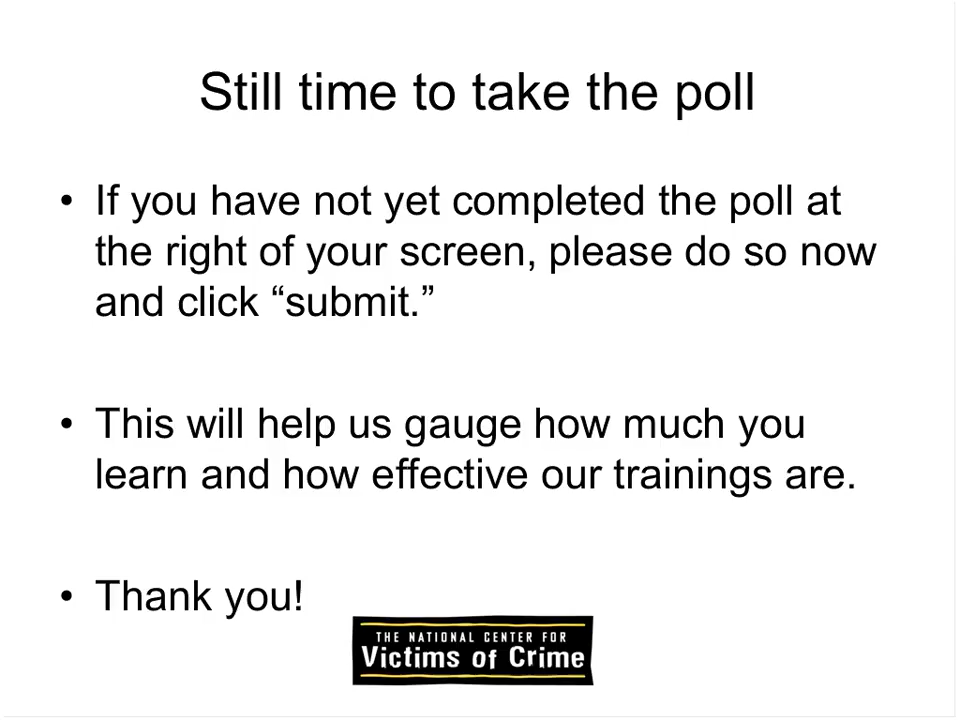 Still time to take the poll
• If you have not yet completed the poll at
the right of your screen, please do so now
and click “submit.”
• This will help us gauge how much you
learn and how effective our trainings are.
• Thank you!
THE NATIONAL CENTER FOR
Victims of Crime